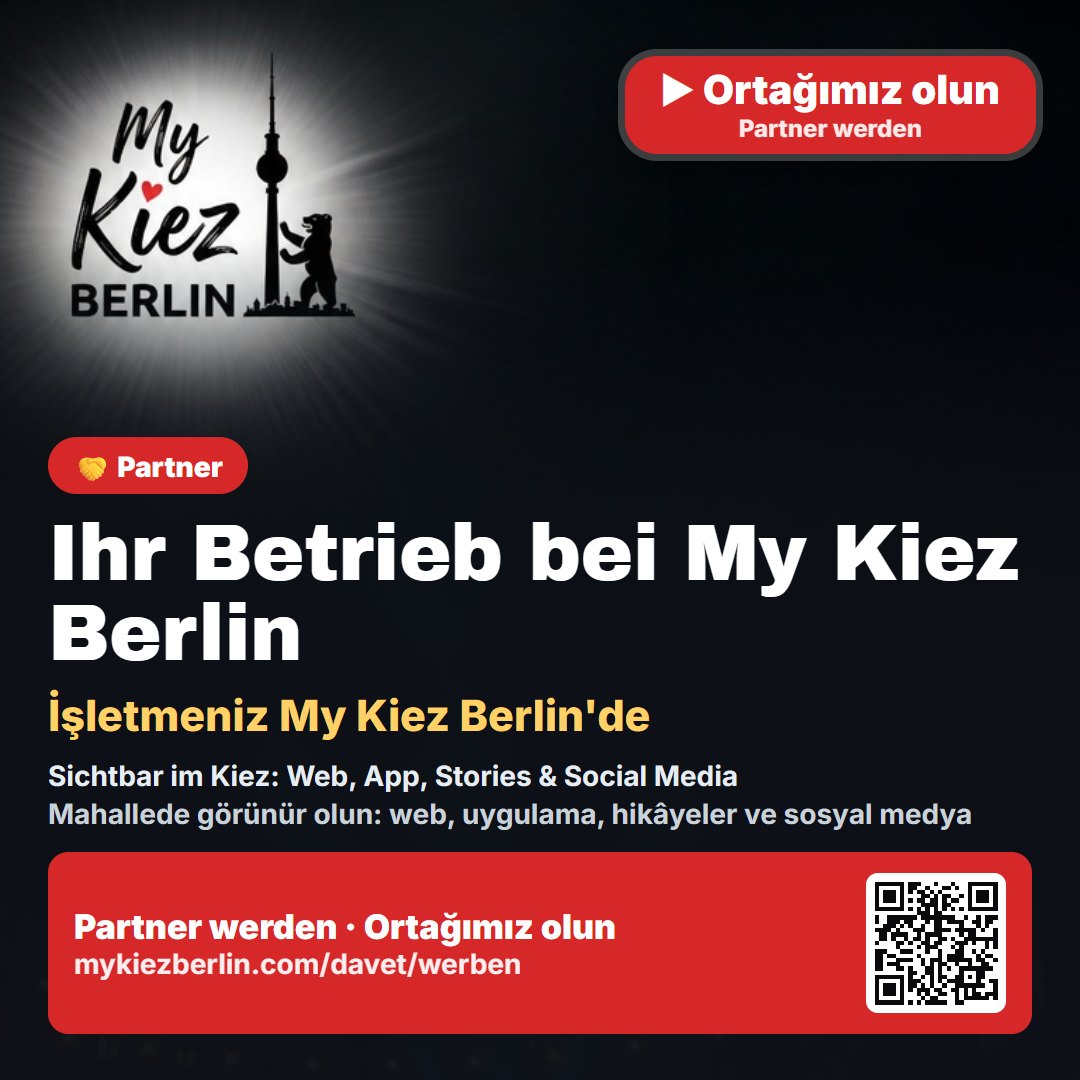 My
Kiez
BERLIN
▶ Ortağımız olun
Partner werden
🤝 Partner
Ihr Betrieb bei My Kiez
Berlin
İşletmeniz My Kiez Berlin'de
Sichtbar im Kiez: Web, App, Stories & Social Media
Mahallede görünür olun: web, uygulama, hikâyeler ve sosyal medya
Partner werden · Ortağımız olun
mykiezberlin.com/davet/werben